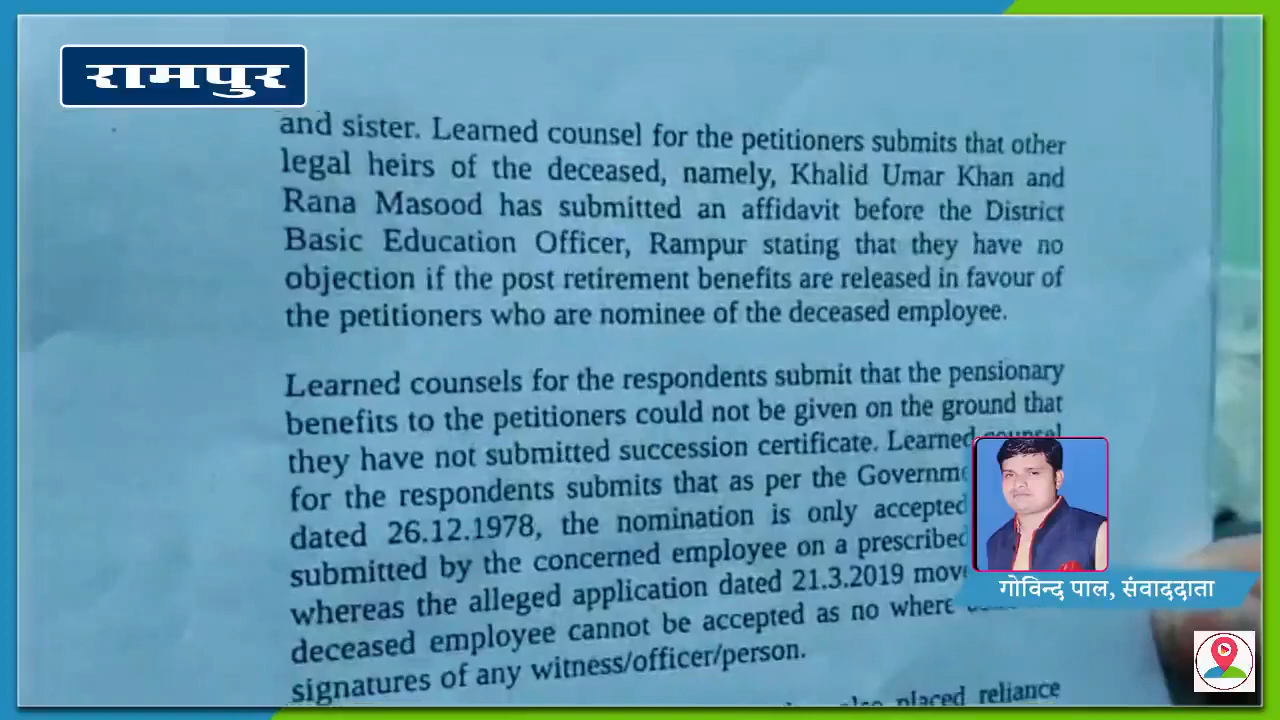 रामपुर
and sister. Learned counsel for the petitioners submits that other
legal heirs of the deceased, namely, Khalid Umar Khan and
Rana Masood has submitted an affidavit before the District
Basic Education Officer, Rampur stating that they have no
objection if the post retirement benefits are released in favour of
the petitioners who are nominee of the deceased employee.
Learned counsels for the respondents submit that the pensionary
benefits to the petitioners could not be given on the ground that
they have not submitted succession certificate. Learned counsel
for the respondents submits that as per the Governme
dated 26.12.1978, the nomination is only accepted
submitted by the concerned employee on a prescribed
whereas the alleged application dated 21.3.2019 mov
deceased employee cannot be accepted as no where
signatures of any witness/officer/person.
also placed reliance
गोविन्द पाल, संवाददाता